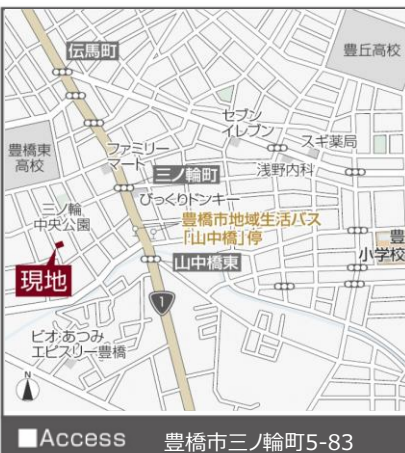 伝馬町
豊丘高校
セブン
イレブン
スギ薬局
豊橋東
高校
ファミリー
マート
三ノ輪町
浅野内科
びっくりドンキー
三ノ輪
中央公園
豊橋市地域生活バス
「山中橋」停
豊
小学校
山中橋東
現地
1
ビオ・あつみ
エピスリー豊橋
N
■Access 豊橋市三ノ輪町5-83